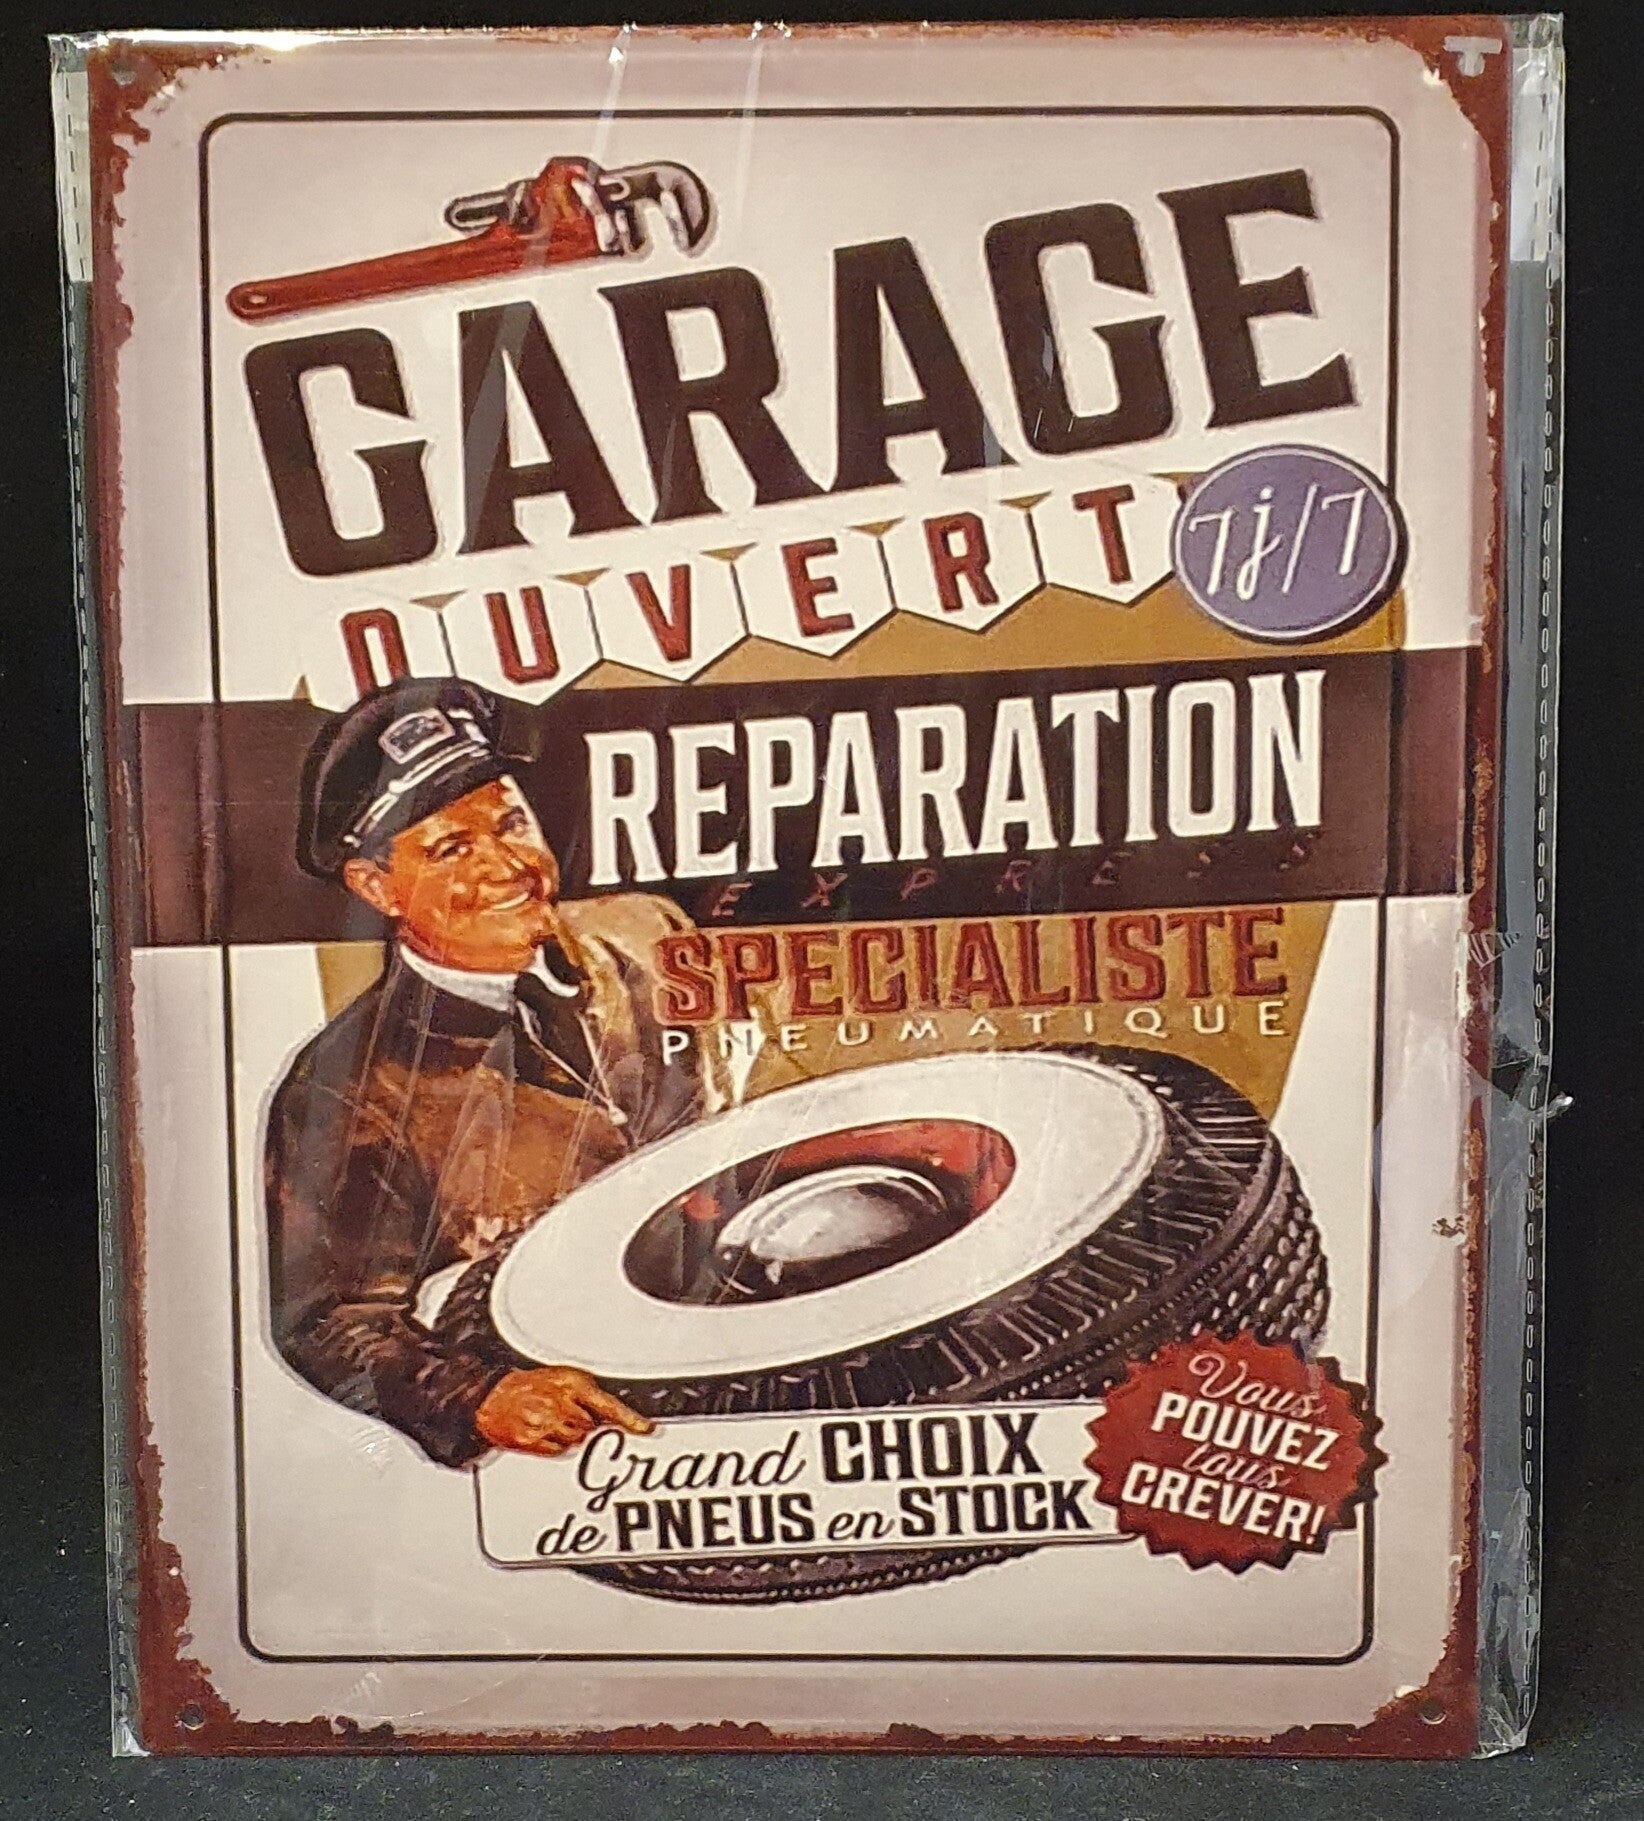 GARAGE
OUVERT 7j/7
REPARATION
EXPRESS
SPECIALISTE
PNEUMATIQUE
Grand CHOIX
de PNEUS en STOCK
Vous
POUVEZ
tous
CREVER!